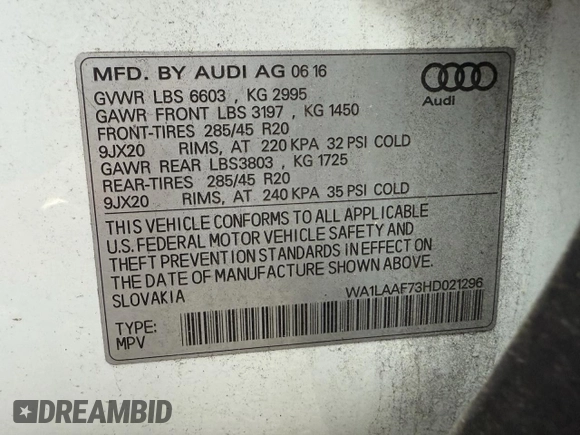 MFD. BY AUDI AG 06 16
GVWR LBS 6603 , KG 2995
GAWR FRONT LBS 3197 , KG 1450
FRONT-TIRES 285/45 R20
9JX20 RIMS, AT 220 KPA 32 PSI COLD
GAWR REAR LBS3803 , KG 1725
REAR-TIRES 285/45 R20
9JX20 RIMS, AT 240 KPA 35 PSI COLD
Audi
THIS VEHICLE CONFORMS TO ALL APPLICABLE
U.S. FEDERAL MOTOR VEHICLE SAFETY AND
THEFT PREVENTION STANDARDS IN EFFECT ON
THE DATE OF MANUFACTURE SHOWN ABOVE.
SLOVAKIA WA1LAAF73HD021296
TYPE:
MPV
DREAMBID